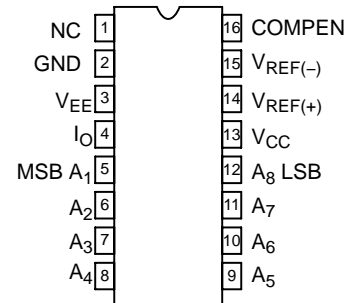 NC 1 16 COMPEN
GND 2 15 VREF(−)
VEE 3 14 VREF(+)
IO 4 13 VCC
MSB A1 5 12 A8 LSB
A2 6 11 A7
A3 7 10 A6
A4 8 9 A5